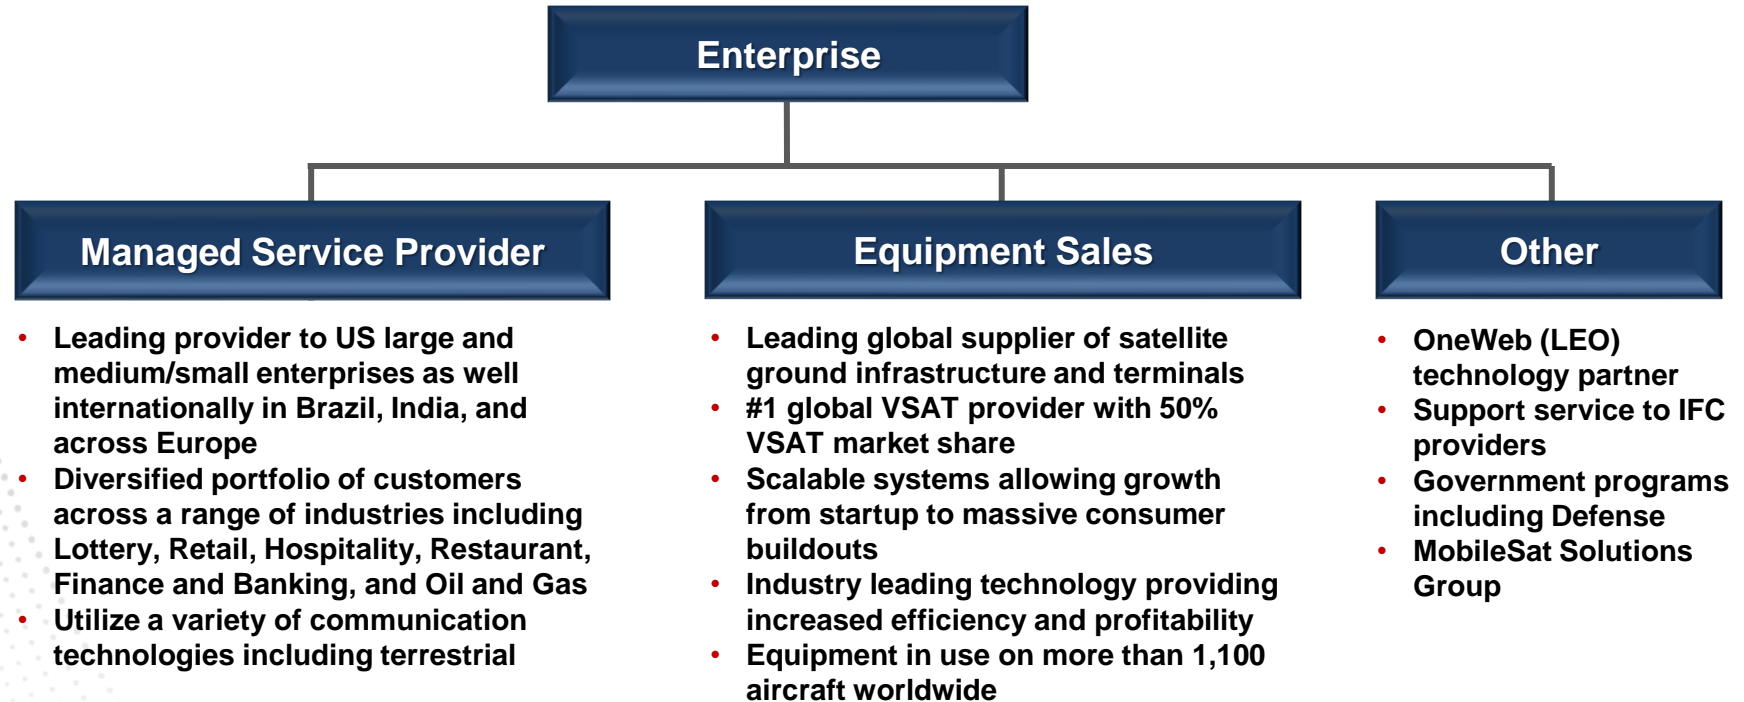 Enterprise
Managed Service Provider
• Leading provider to US large and
medium/small enterprises as well
internationally in Brazil, India, and
across Europe
• Diversified portfolio of customers
across a range of industries including
Lottery, Retail, Hospitality, Restaurant,
Finance and Banking, and Oil and Gas
• Utilize a variety of communication
technologies including terrestrial
Equipment Sales
• Leading global supplier of satellite
ground infrastructure and terminals
• #1 global VSAT provider with 50%
VSAT market share
• Scalable systems allowing growth
from startup to massive consumer
buildouts
• Industry leading technology providing
increased efficiency and profitability
• Equipment in use on more than 1,100
aircraft worldwide
Other
• OneWeb (LEO)
technology partner
• Support service to IFC
providers
• Government programs
including Defense
• MobileSat Solutions
Group